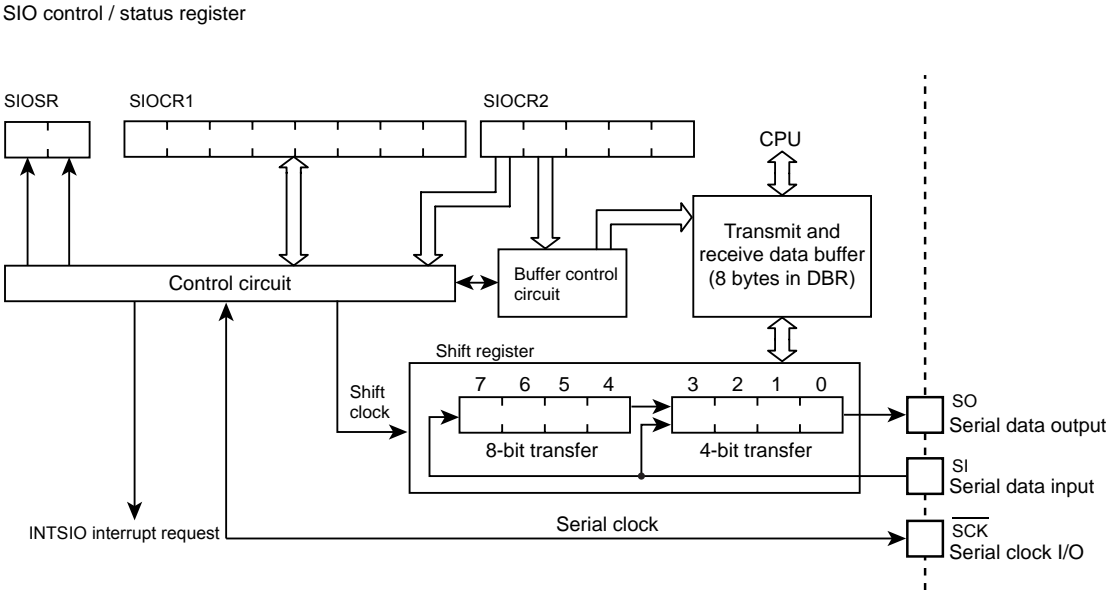 SIO control / status register
SIOSR
SIOCR1
SIOCR2
CPU
Transmit and
receive data buffer
(8 bytes in DBR)
Control circuit
Buffer control
circuit
Shift register
7 6 5 4 3 2 1 0
Shift
clock
8-bit transfer
4-bit transfer
SO
Serial data output
SI
Serial data input
INTSIO interrupt request
Serial clock
SCK
Serial clock I/O